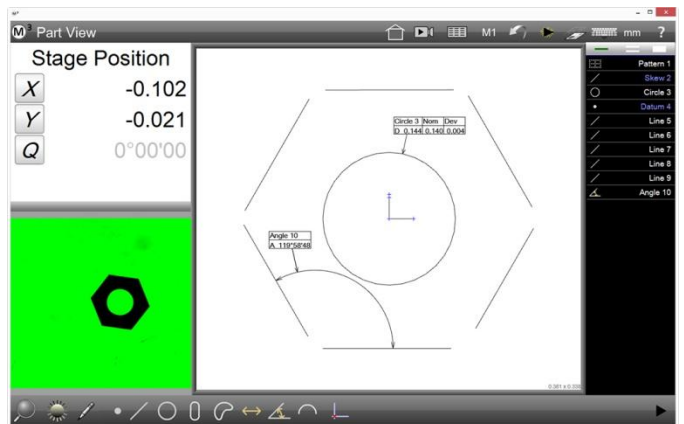 M³ Part View
M1
mm
?
Stage Position
X -0.102
Y -0.021
Q 0°00'00
Circle 3 Nom Dev
D 0.144 0.140 0.004
Angle 10
A 119°58'48
Pattern 1
Skew 2
Circle 3
Datum 4
Line 5
Line 6
Line 7
Line 8
Line 9
Angle 10